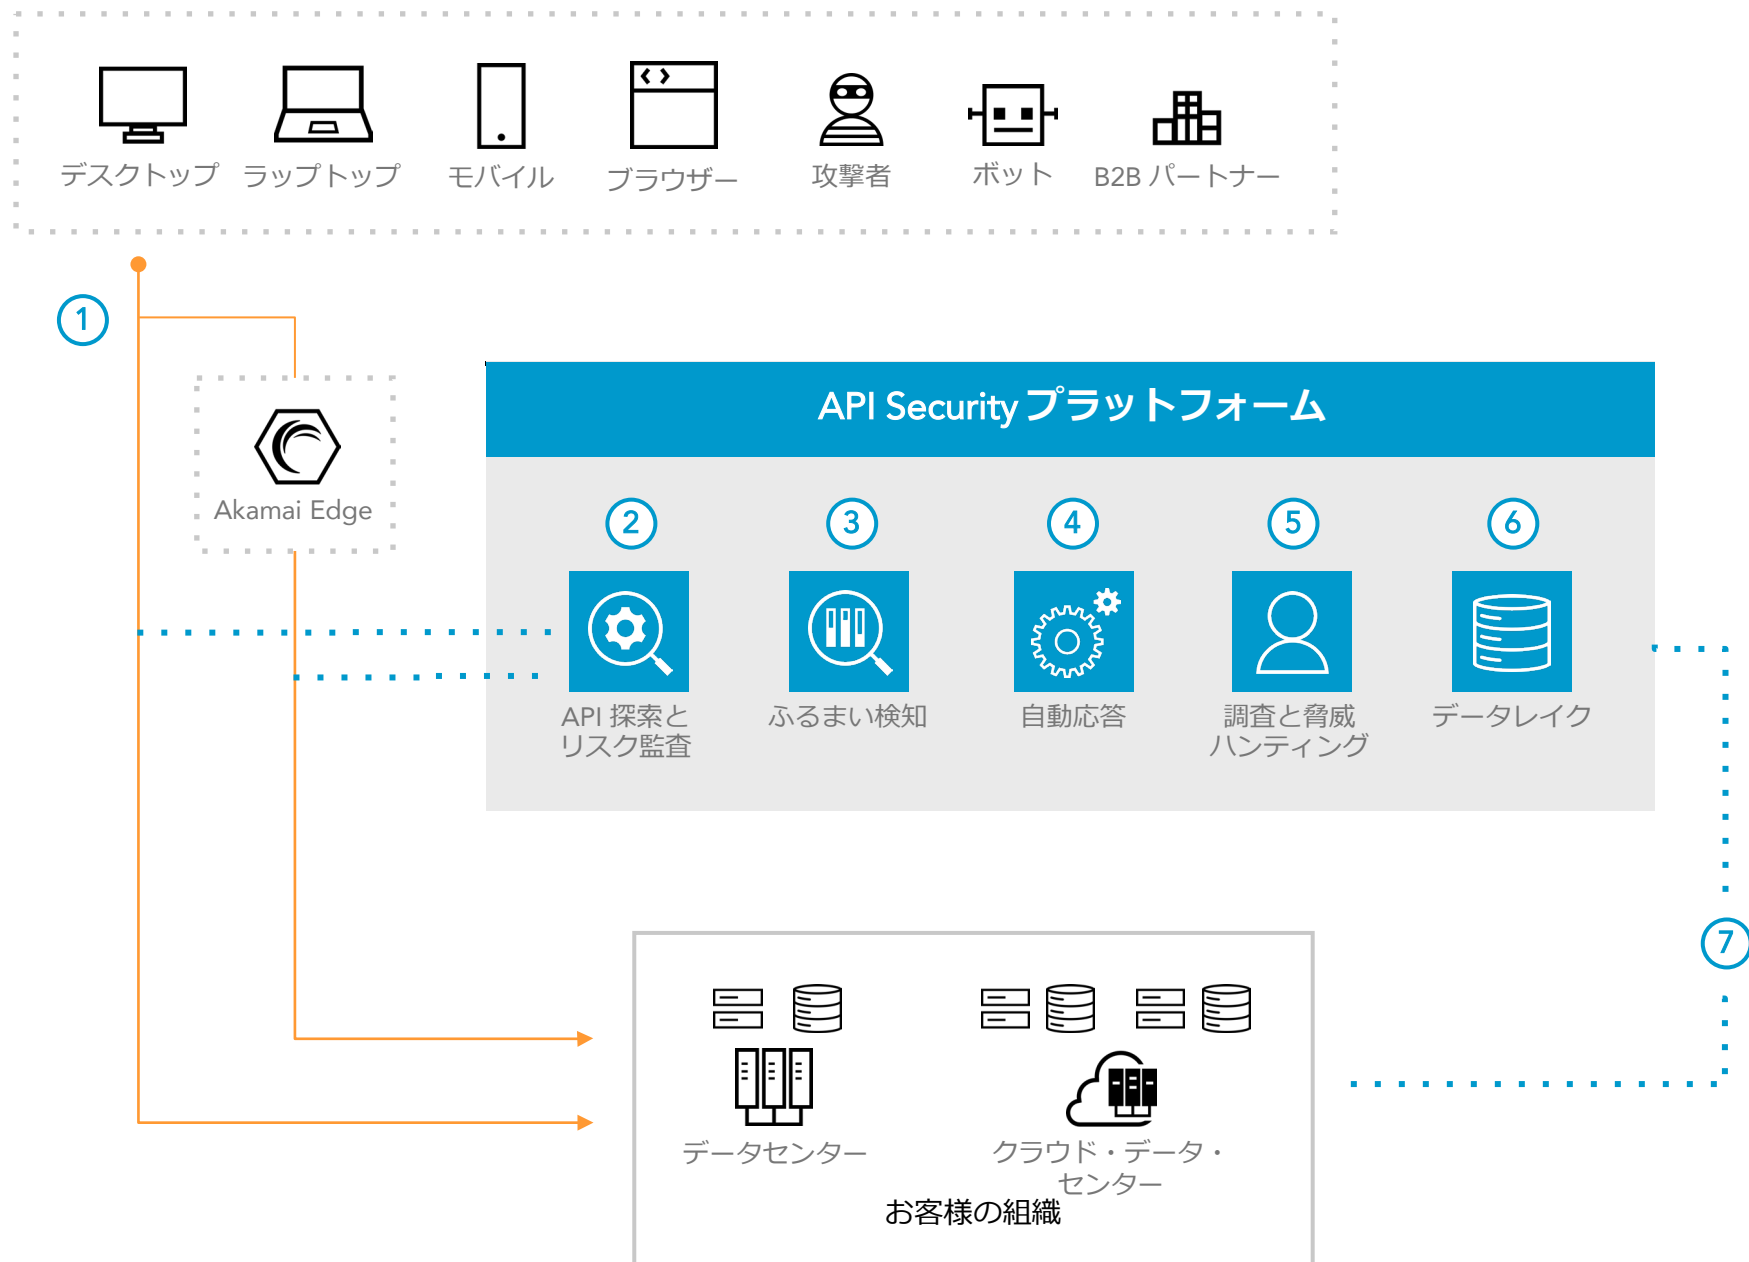 デスクトップ
ラップトップ
モバイル
ブラウザー
攻撃者
ボット
B2B パートナー
1
Akamai Edge
API Security プラットフォーム
2
3
4
5
6
API 探索と
リスク監査
ふるまい検知
自動応答
調査と脅威
ハンティング
データレイク
7
データセンター
クラウド・データ・
センター
お客様の組織